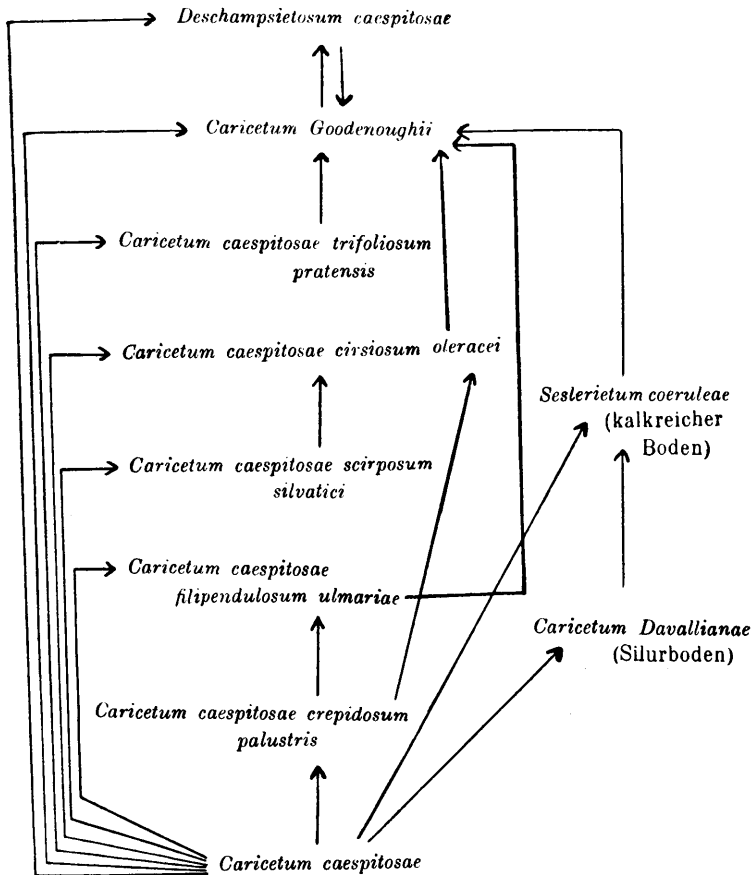 Deschampsietosum caespitosae
Caricetum Goodenoughii
Caricetum caespitosae trifoliosum
pratensis
Caricetum caespitosae cirsiosum oleracei
Seslerietum coeruleae
(kalkreicher
Boden)
Caricetum caespitosae scirposum
silvatici
Caricetum caespitosae
filipendulosum ulmariae
Caricetum Davallianae
(Silurboden)
Caricetum caespitosae crepidosum
palustris
Caricetum caespitosae